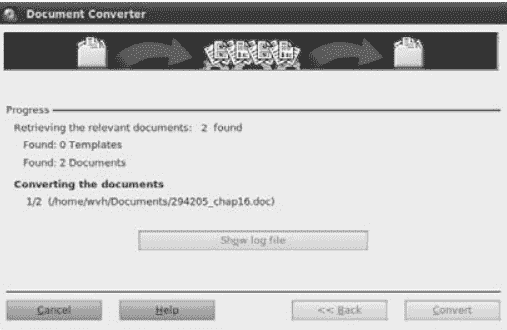 Document Converter
Progress
Retrieving the relevant documents: 2 found
Found: 0 Templates
Found: 2 Documents
Converting the documents
1/2 (/home/wvh/Documents/294205_chap16.doc)
Show log file
Cancel Help << Back Convert